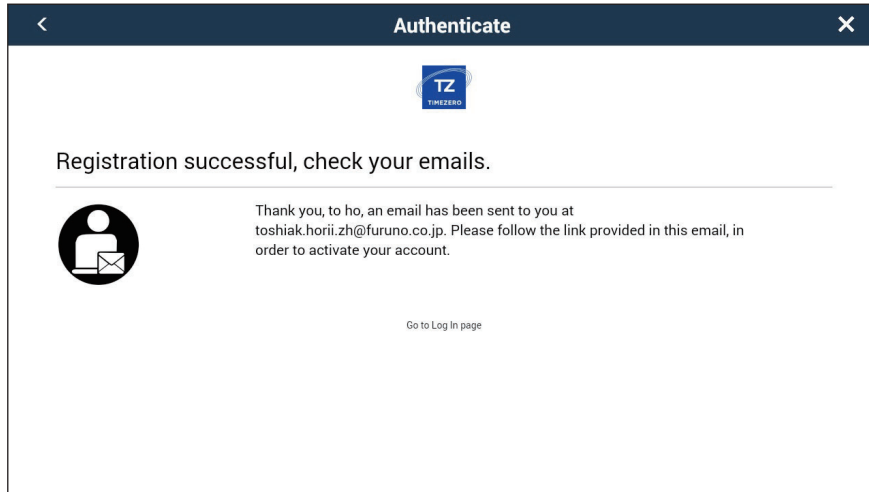 Authenticate
TZ
TIMEZERO
Registration successful, check your emails.
Thank you, to ho, an email has been sent to you at
toshiak.horii.zh@furuno.co.jp. Please follow the link provided in this email, in
order to activate your account.
Go to Log In page